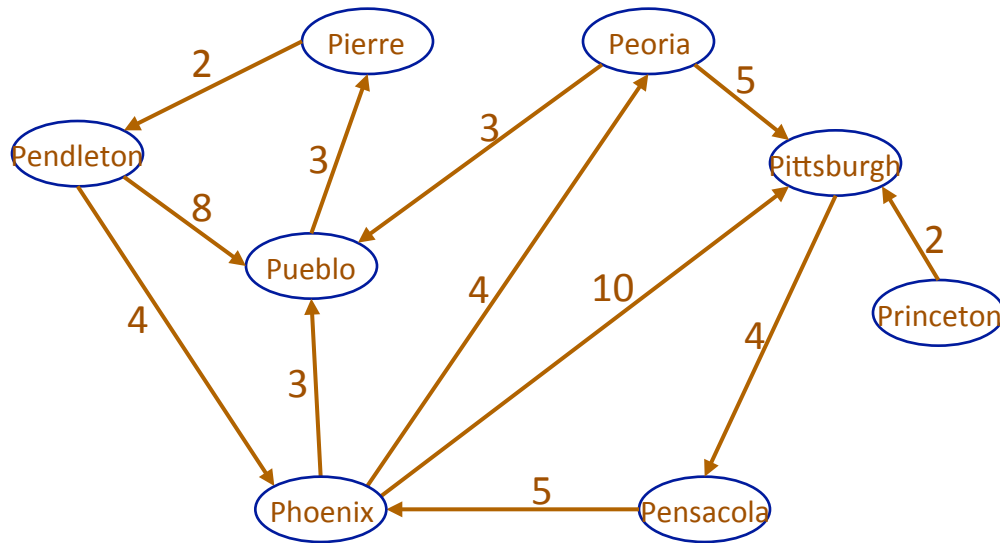 Pierre
Peoria
2
5
3
3
Pendleton
Pittsburgh
8
Pueblo
2
4
4
10
4
Princeton
3
5
Phoenix
Pensacola